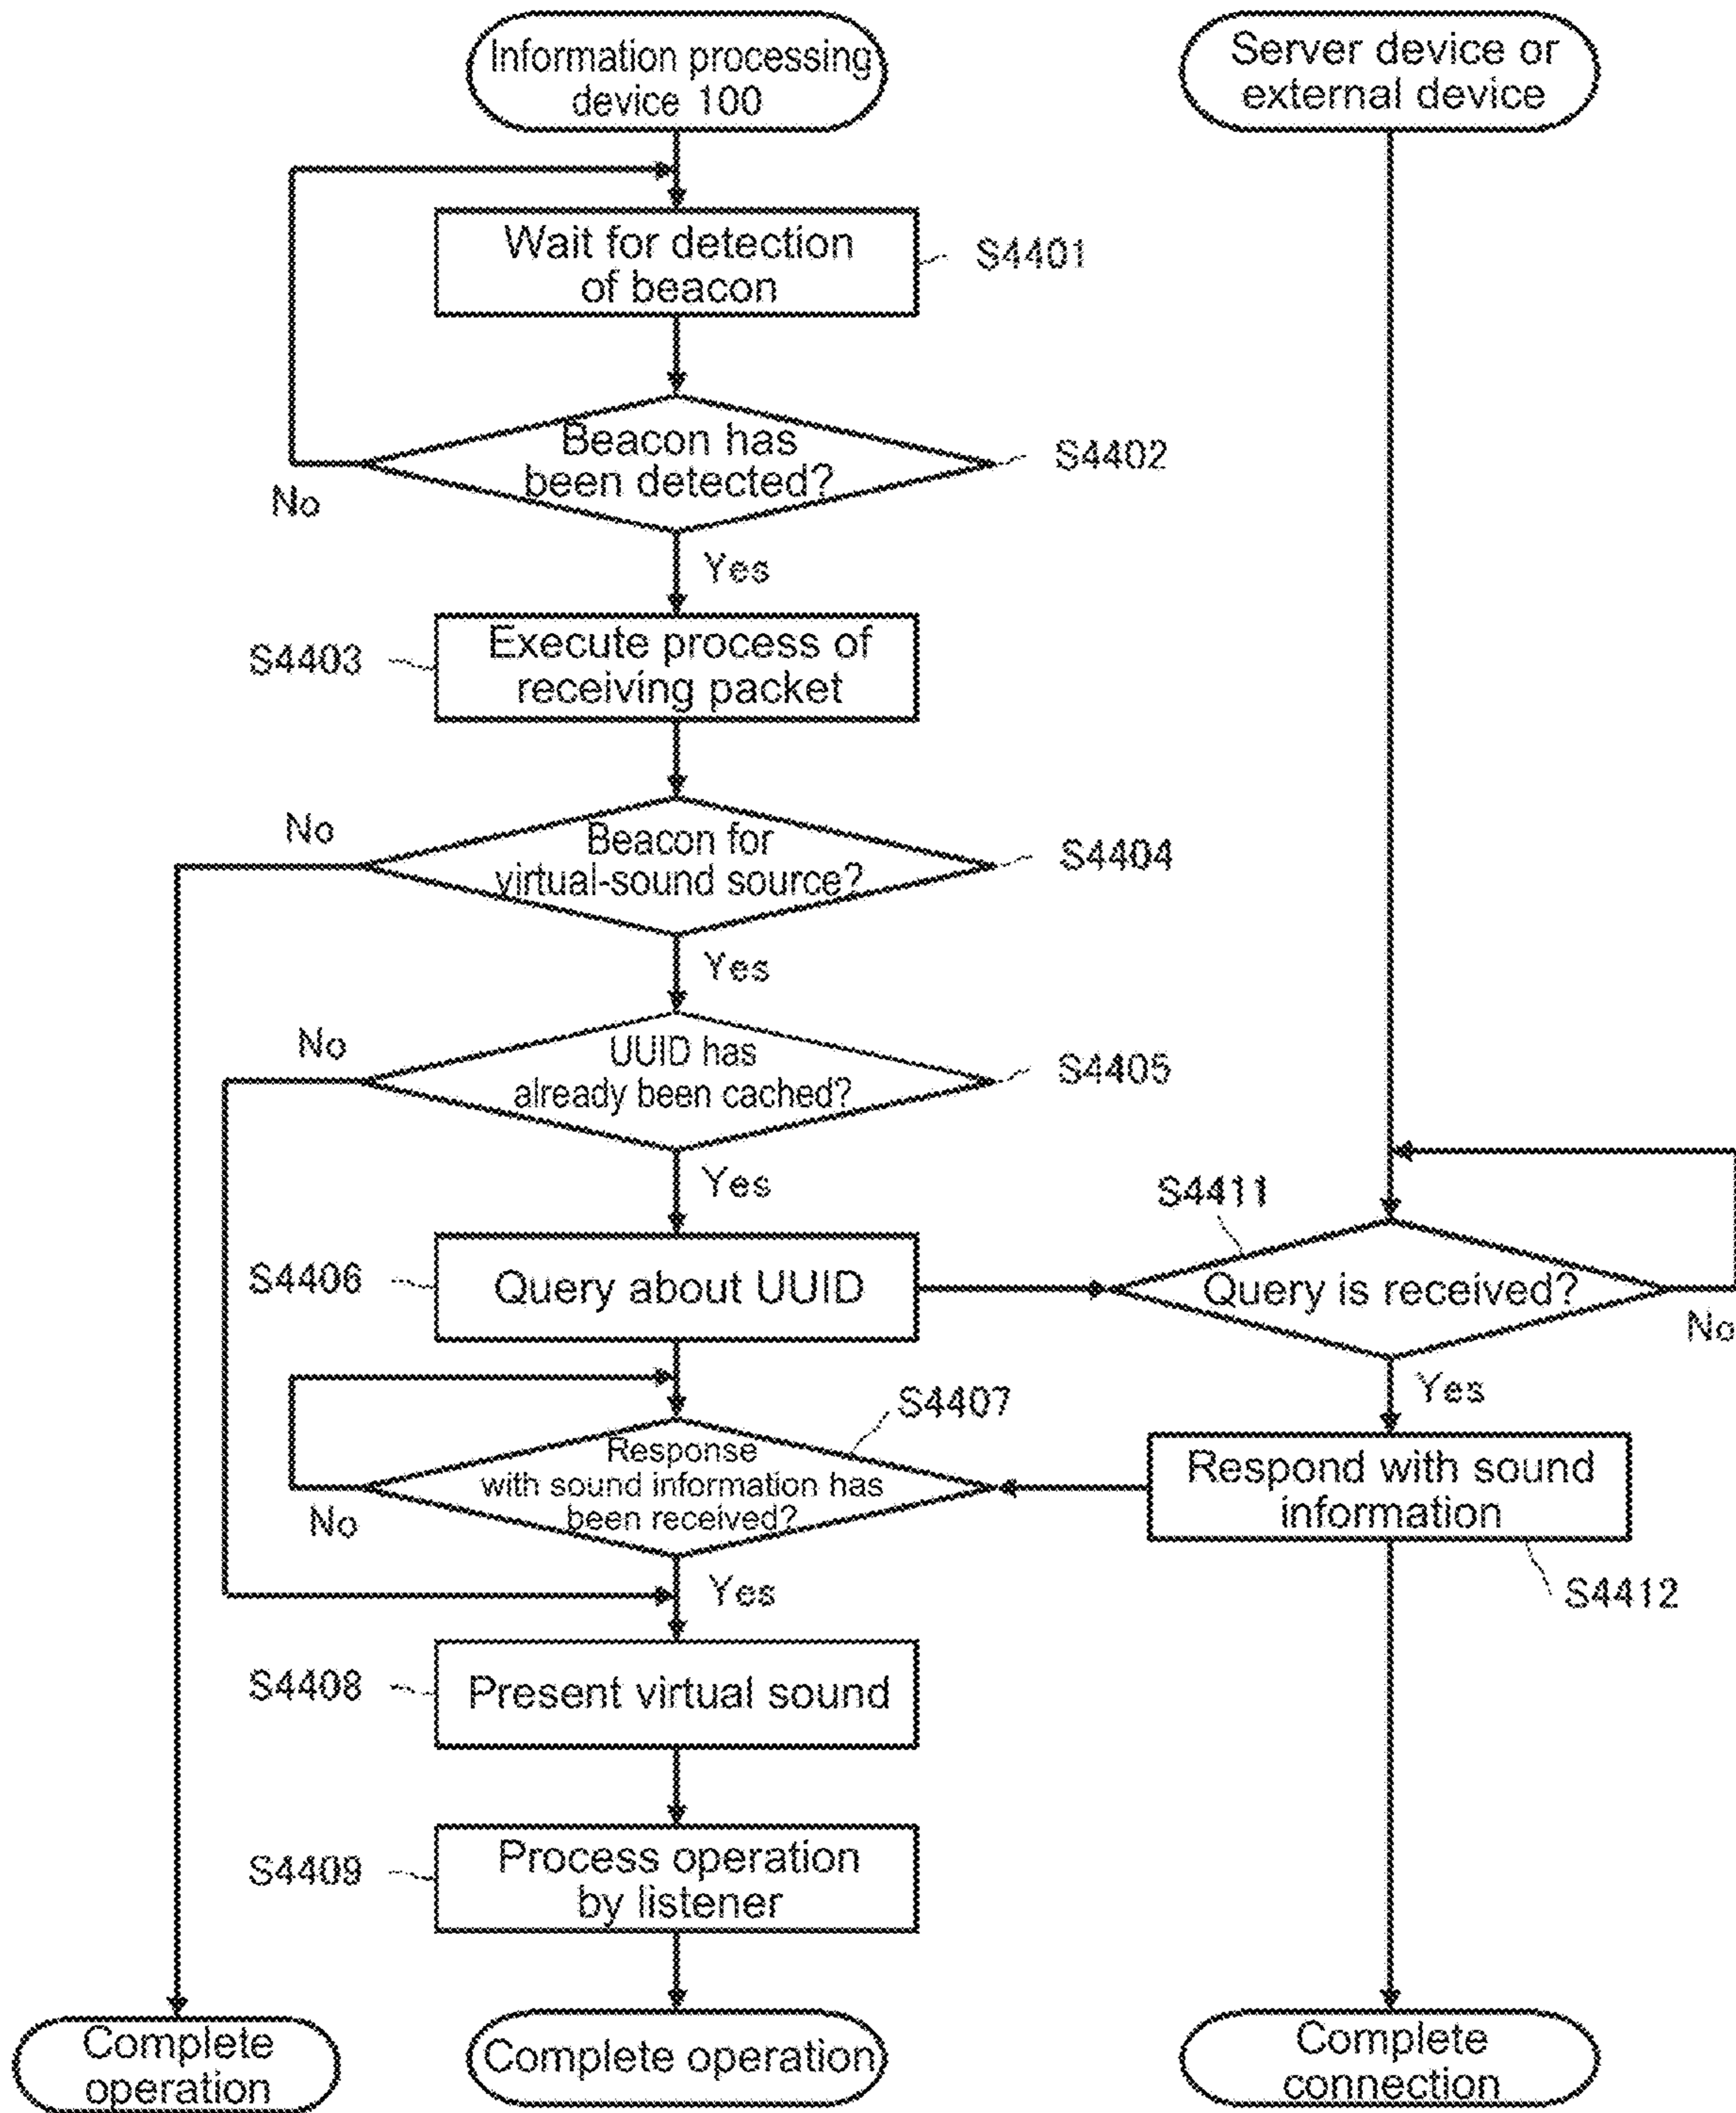 Information processing
device 100
Server device or
external device
Wait for detection
of beacon
S4401
Beacon has
been detected?
S4402
No
Yes
S4403
Execute process of
receiving packet
No
Beacon for
virtual-sound source?
S4404
Yes
No
UUID has
already been cached?
S4405
Yes
S4411
S4406
Query about UUID
Query is received?
No
Yes
S4407
Response
with sound information has
been received?
No
Respond with sound
information
Yes
S4412
S4408
Present virtual sound
S4409
Process operation
by listener
Complete
operation
Complete operation
Complete
connection